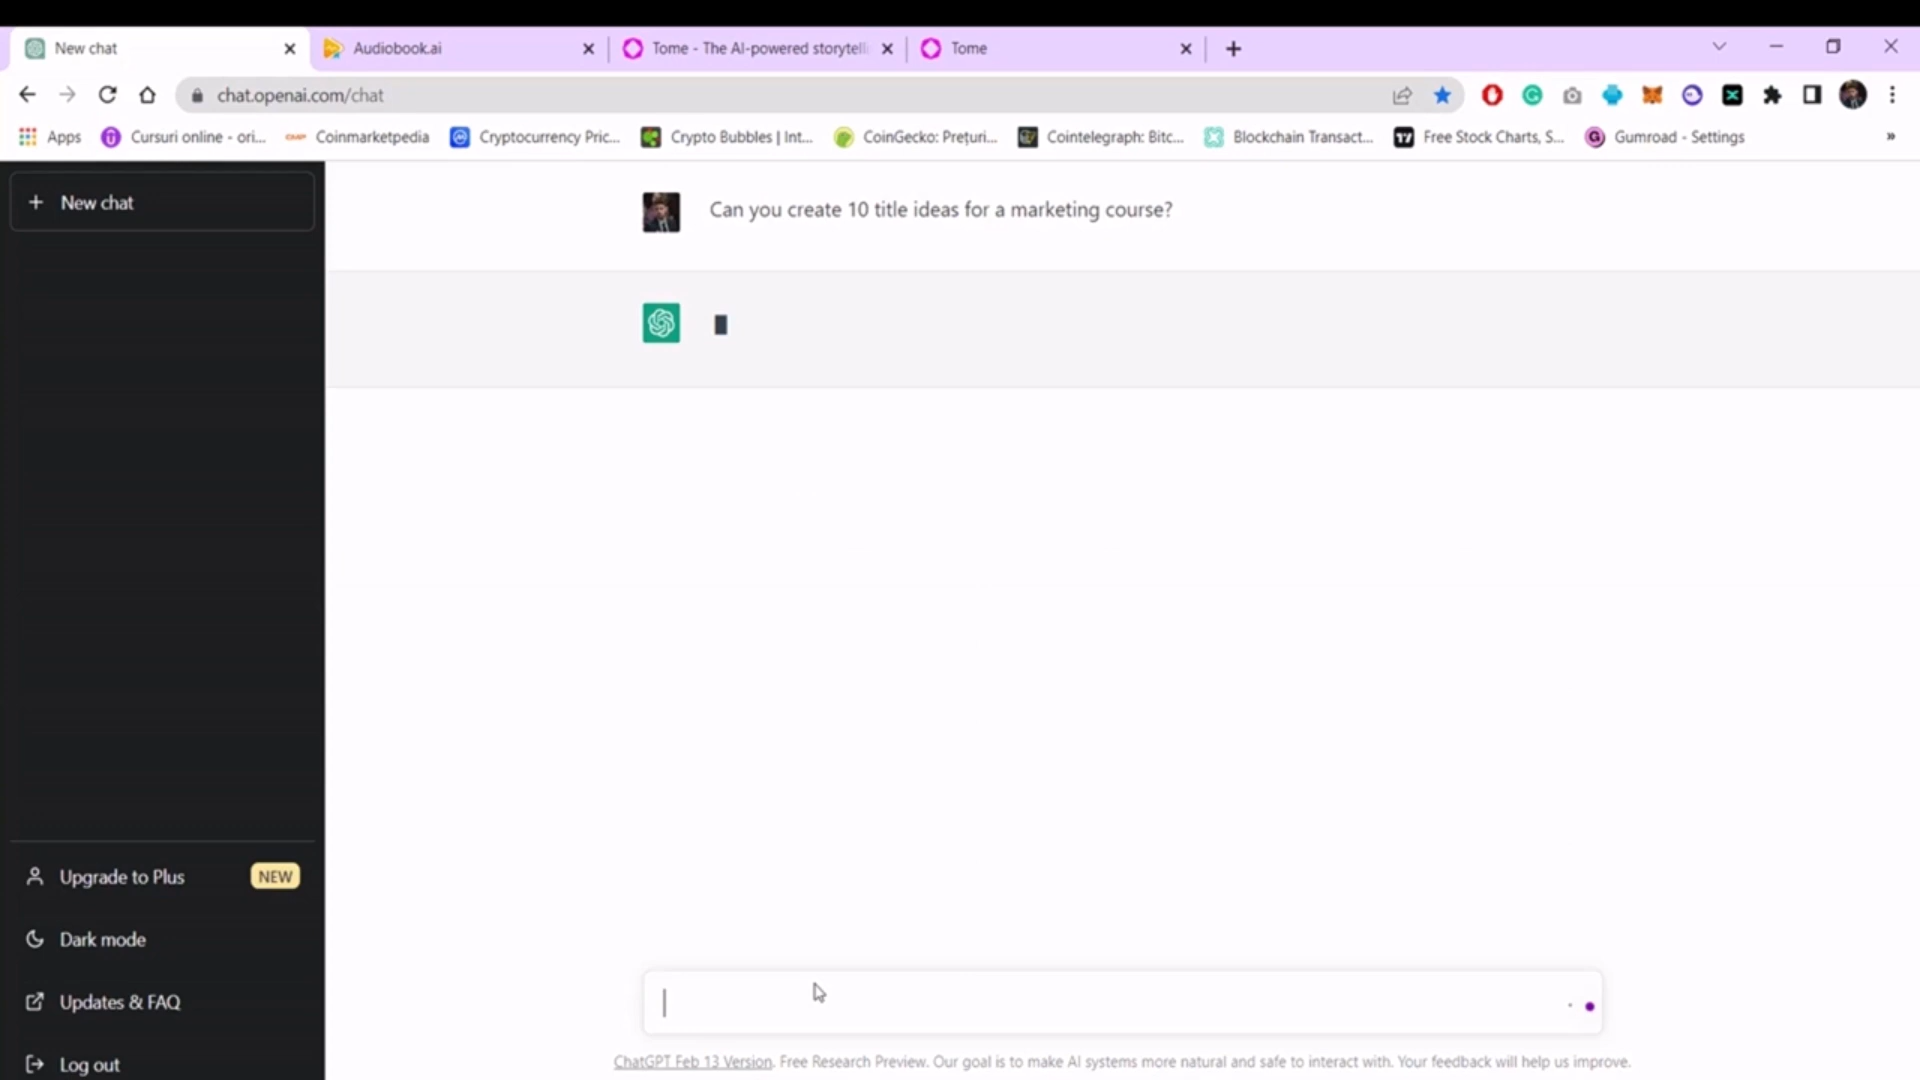 New chat
Audiobook.ai
Tome - The AI-powered storytell
Tome
chat.openai.com/chat
Apps
Cursuri online - ori...
CMP
Coinmarketpedia
Cryptocurrency Pric...
Crypto Bubbles | Int...
CoinGecko: Prețuri...
Cointelegraph: Bitc...
Blockchain Transact...
Free Stock Charts, S...
Gumroad - Settings
»
+ New chat
Can you create 10 title ideas for a marketing course?
Upgrade to Plus
NEW
Dark mode
Updates & FAQ
Log out
ChatGPT Feb 13 Version. Free Research Preview. Our goal is to make AI systems more natural and safe to interact with. Your feedback will help us improve.